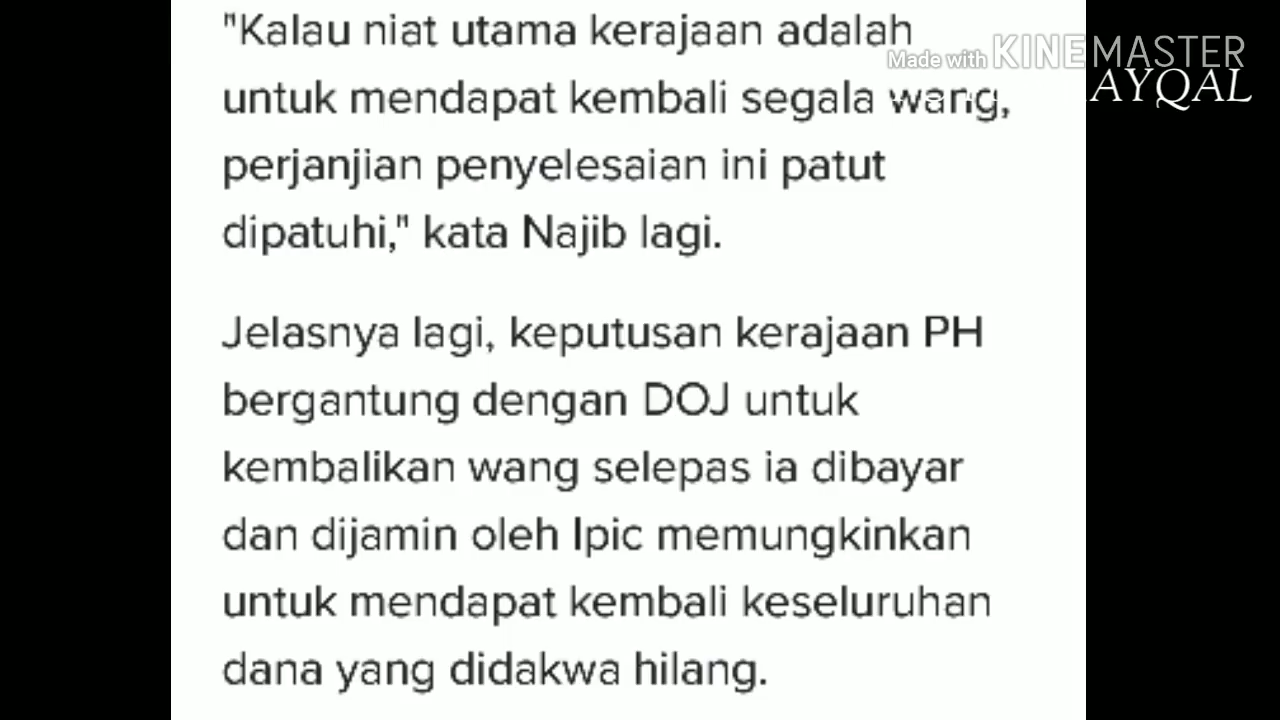 "Kalau niat utama kerajaan adalah
Made with KINEMASTER
untuk mendapat kembali segala wang,
AYQAL
perjanjian penyelesaian ini patut
dipatuhi," kata Najib lagi.
Jelasnya lagi, keputusan kerajaan PH
bergantung dengan DOJ untuk
kembalikan wang selepas ia dibayar
dan dijamin oleh Ipic memungkinkan
untuk mendapat kembali keseluruhan
dana yang didakwa hilang.